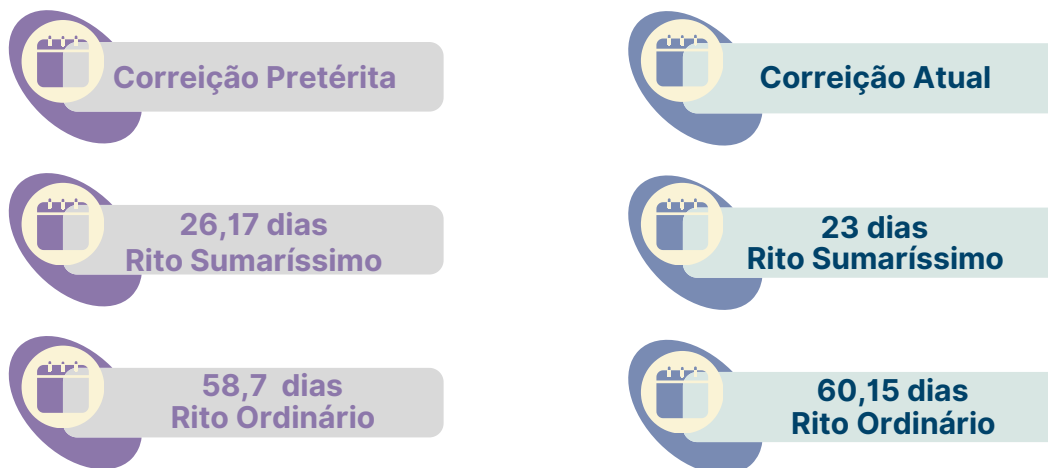 Correição Pretérita
26,17 dias
Rito Sumaríssimo
58,7 dias
Rito Ordinário
Correição Atual
23 dias
Rito Sumaríssimo
60,15 dias
Rito Ordinário